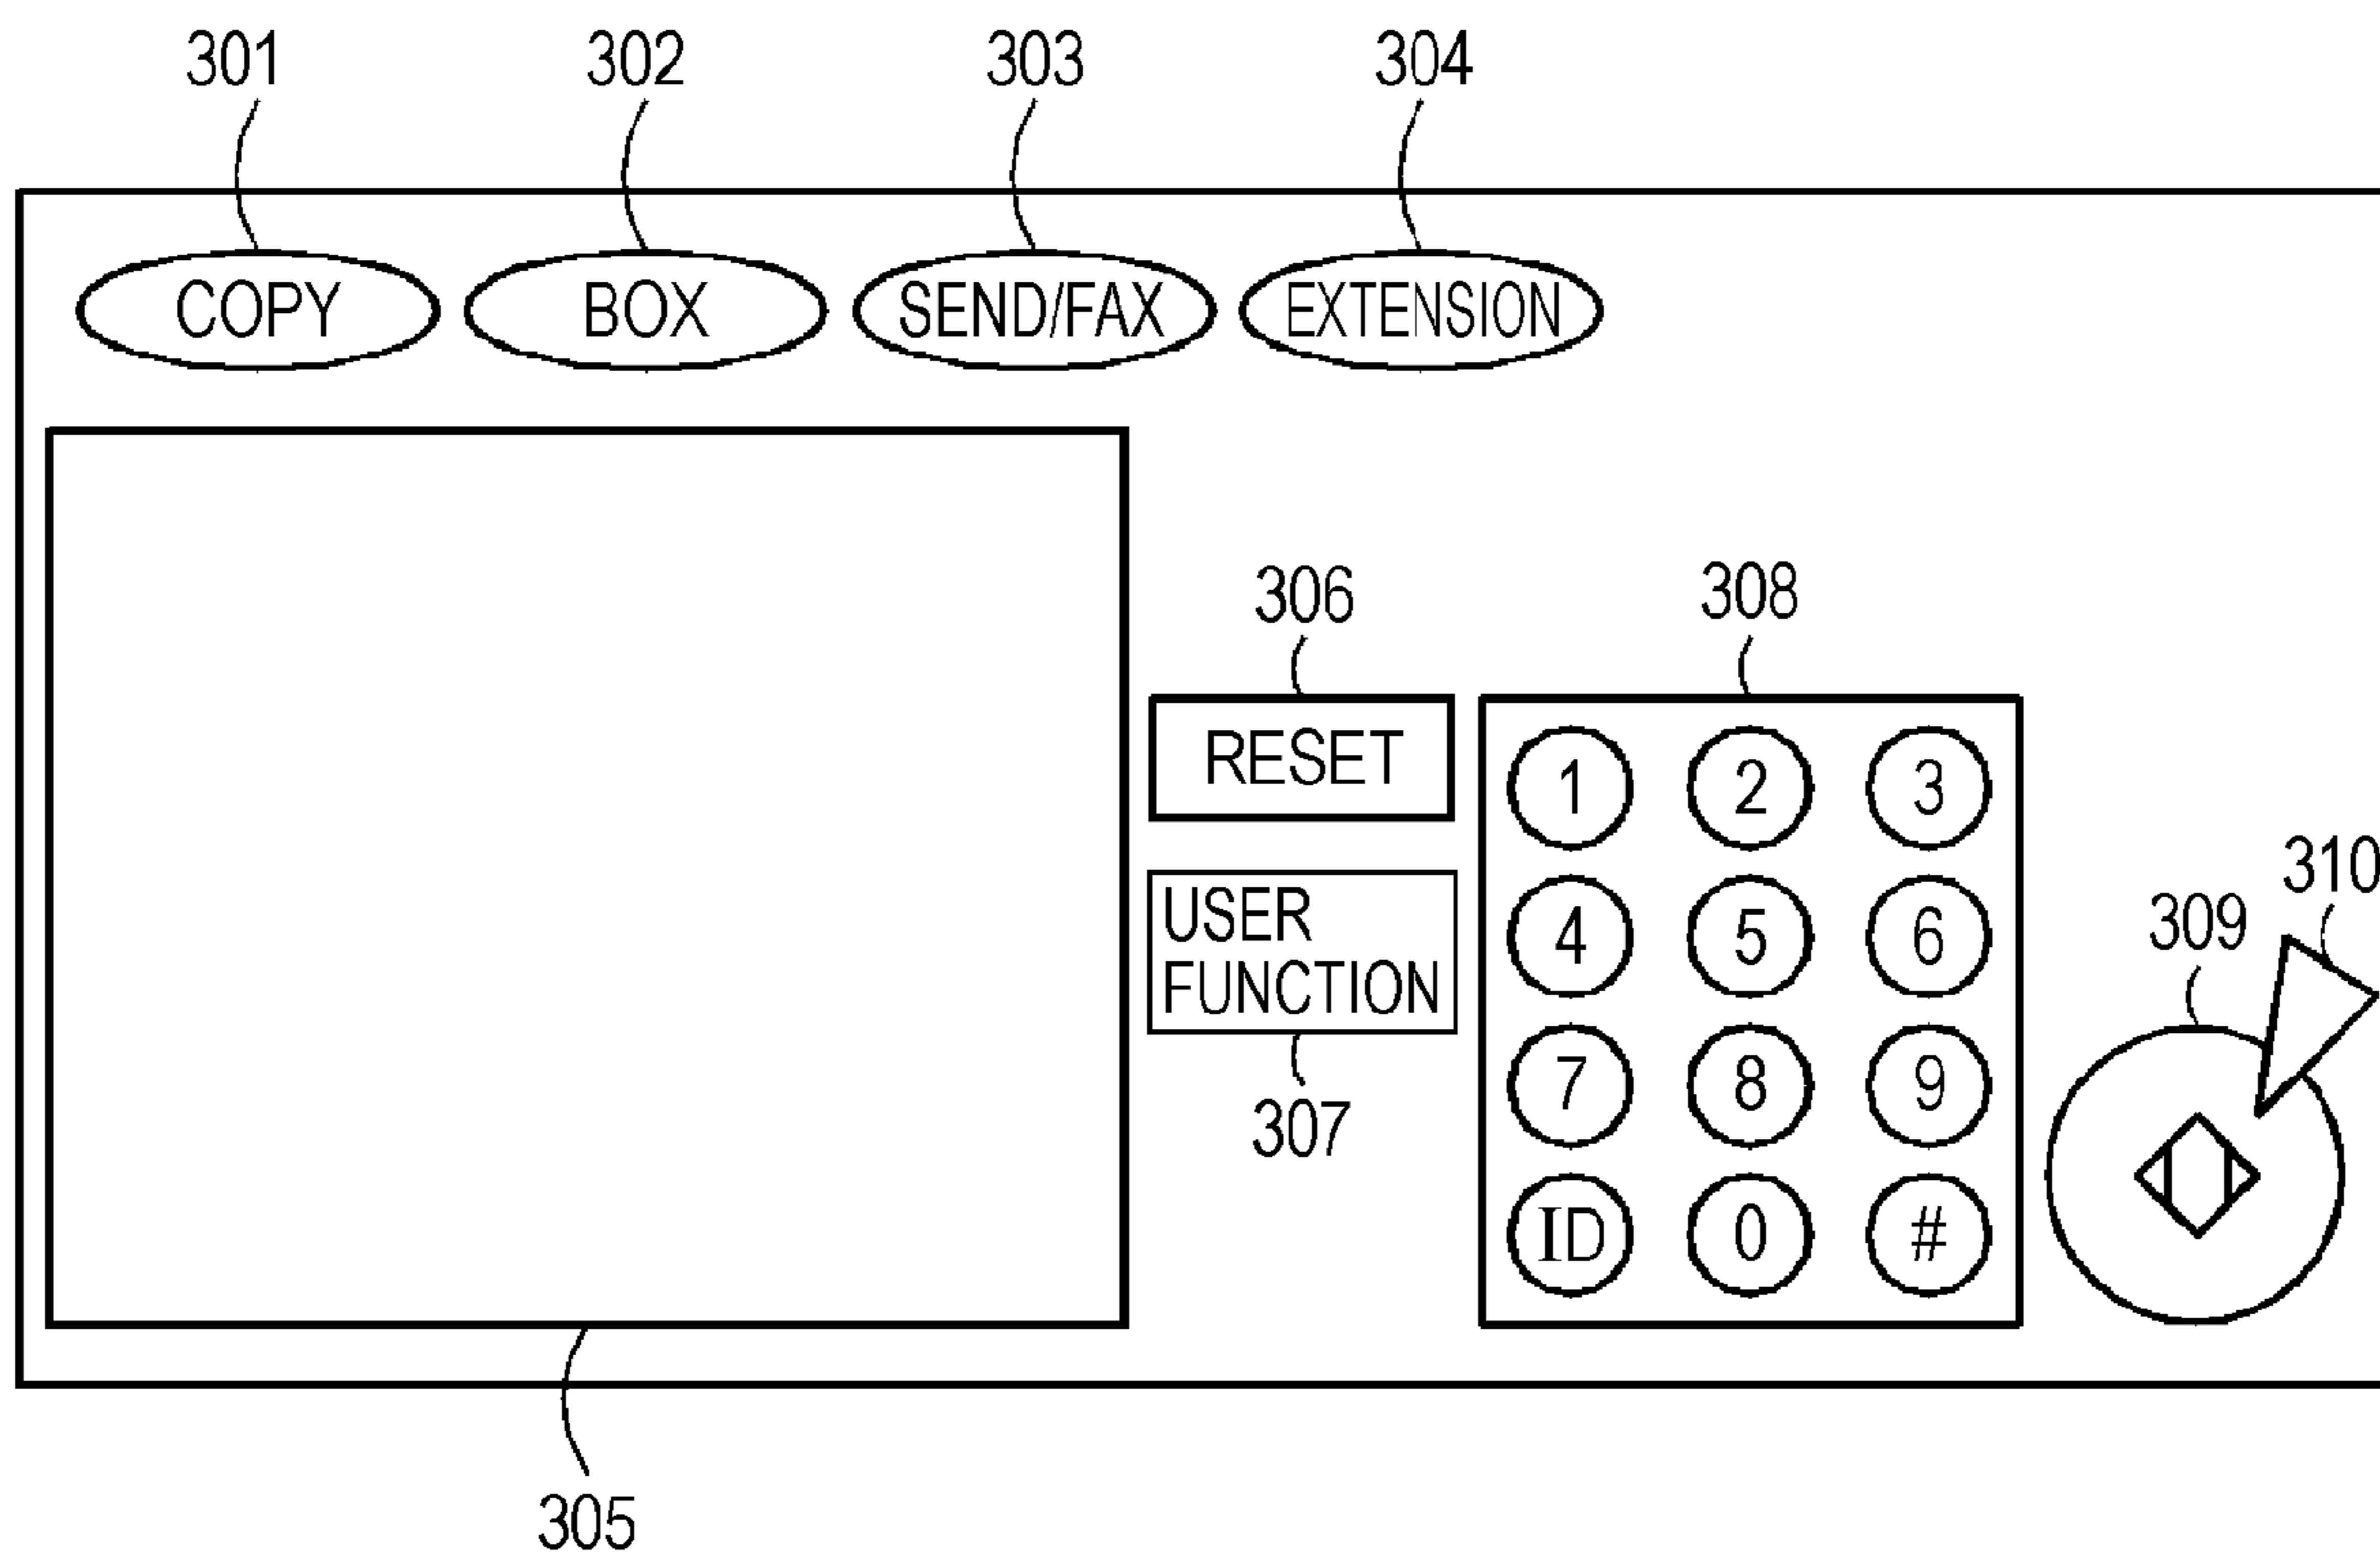 301 302 303 304
COPY BOX SEND/FAX EXTENSION
306 308
RESET
1 2 3
310
309
USER
FUNCTION
4 5 6
307
7 8 9
ID 0 #
305